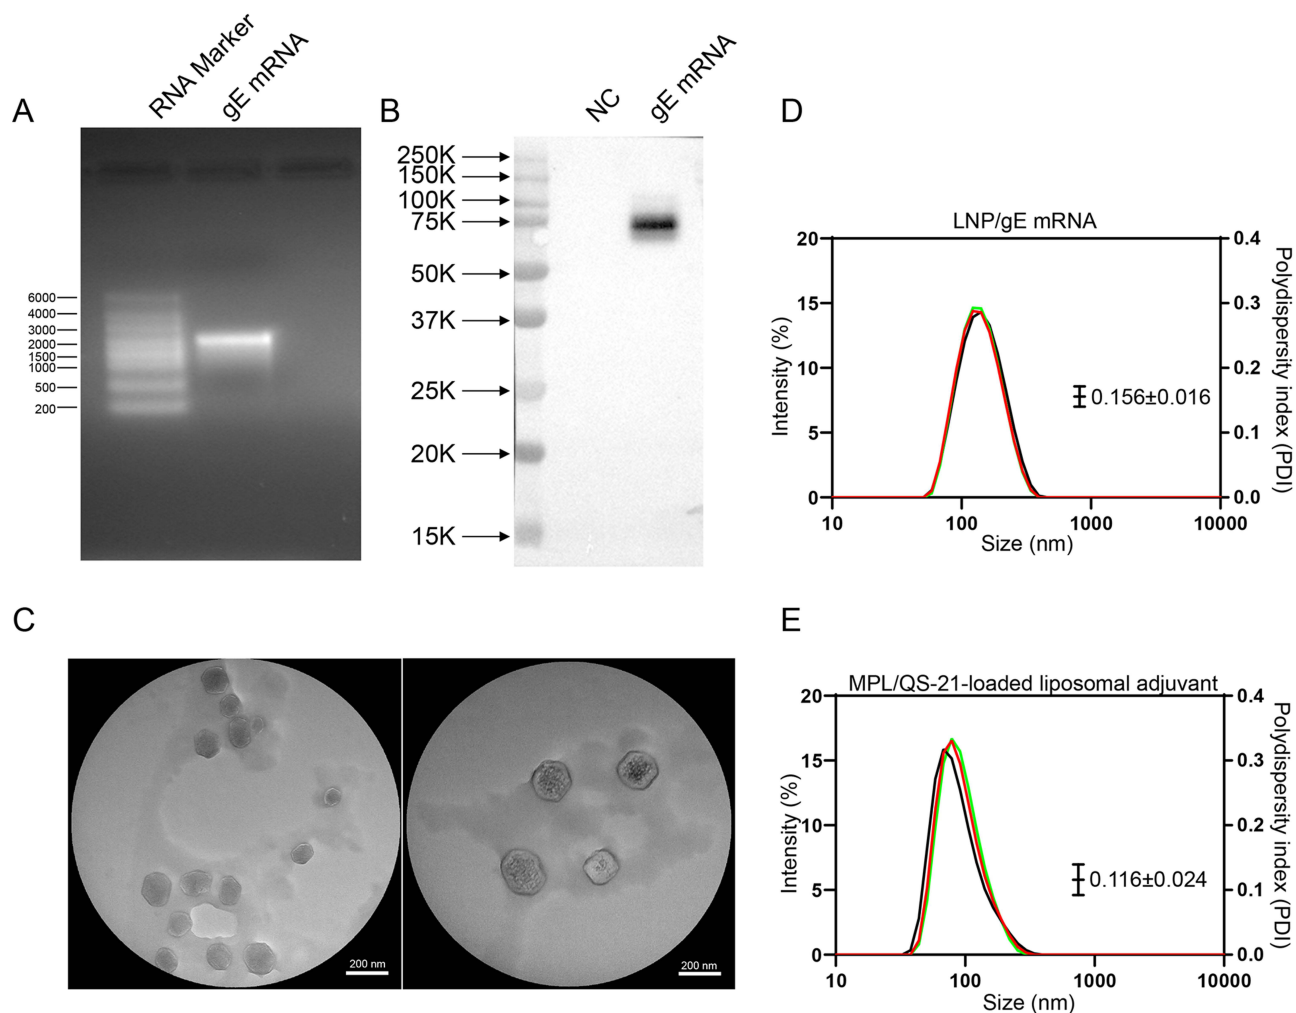 A
RNA Marker
gE mRNA
6000
4000
3000
2000
1500
1000
500
200
B
NC
gE mRNA
250K
150K
100K
75K
50K
37K
25K
20K
15K
C
200 nm
200 nm
D
LNP/gE mRNA
20
15
10
5
0
Intensity (%)
0.4
0.3
0.2
0.1
0.0
Polydispersity index (PDI)
0.156±0.016
10
100
1000
10000
Size (nm)
E
MPL/QS-21-loaded liposomal adjuvant
20
15
10
5
0
Intensity (%)
0.4
0.3
0.2
0.1
0.0
Polydispersity index (PDI)
0.116±0.024
10
100
1000
10000
Size (nm)